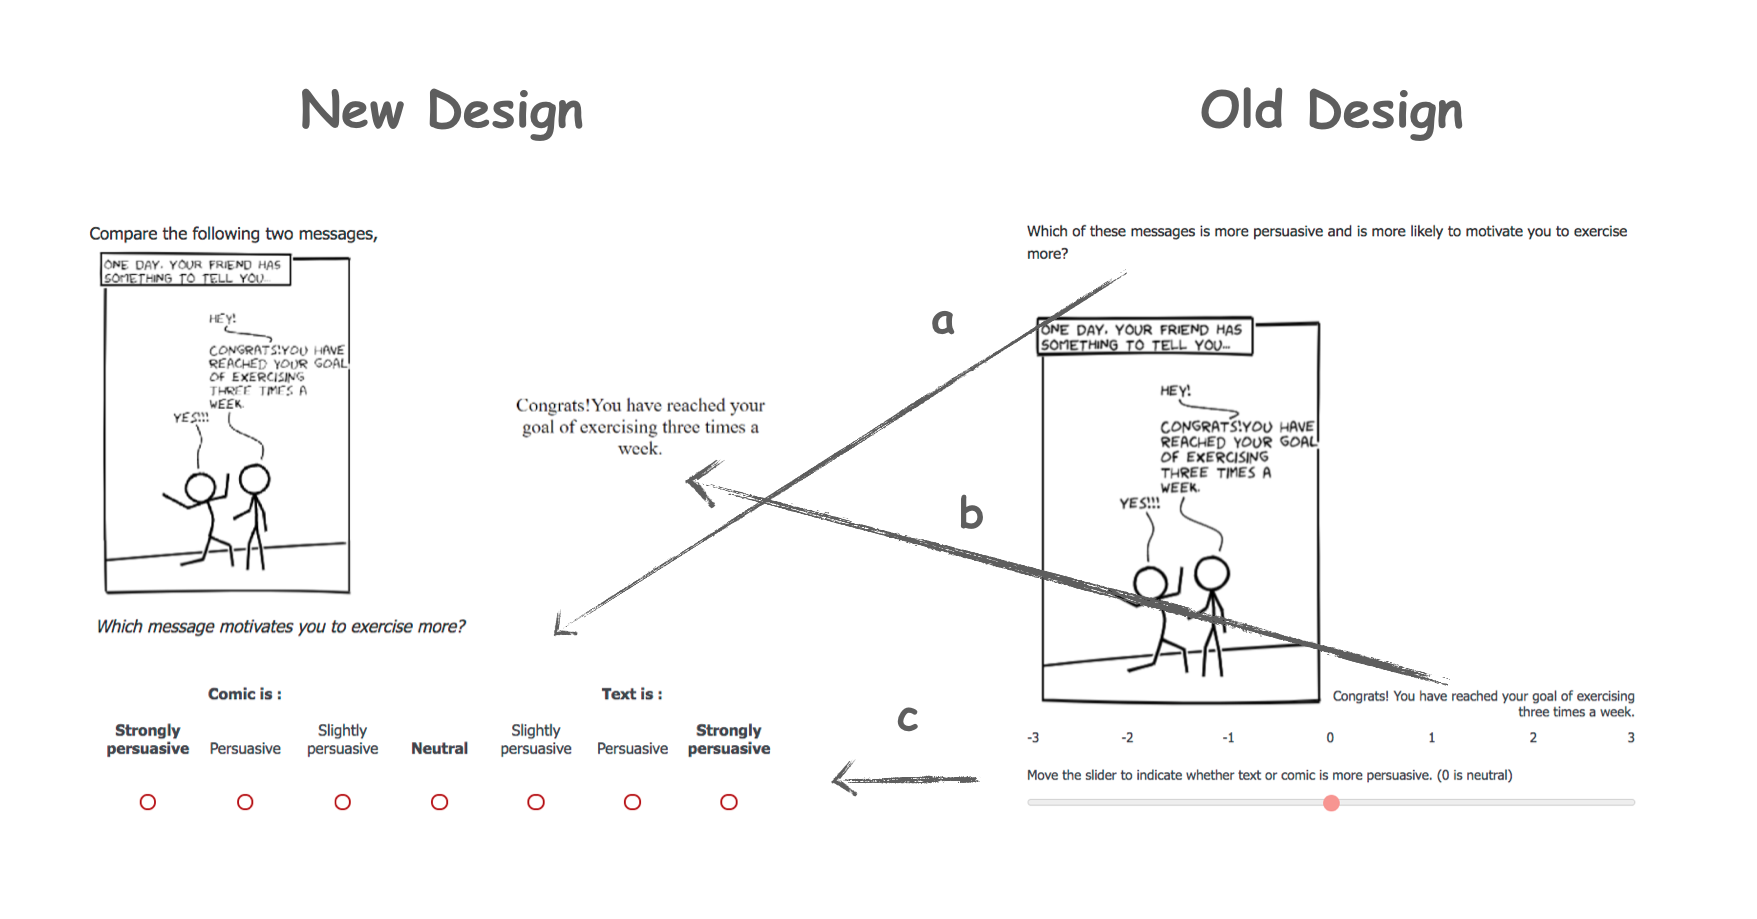 New Design
Compare the following two messages,
ONE DAY, YOUR FRIEND HAS
SOMETHING TO TELL YOU...
HEY!
CONGRATS!YOU HAVE
REACHED YOUR GOAL
OF EXERCISING
THREE TIMES A
WEEK.
YES!!!
Congrats!You have reached your
goal of exercising three times a
week.
Which message motivates you to exercise more?
Comic is :
Text is :
Strongly
persuasive
Persuasive
Slightly
persuasive
Neutral
Slightly
persuasive
Persuasive
Strongly
persuasive
a
b
c
Old Design
Which of these messages is more persuasive and is more likely to motivate you to exercise
more?
ONE DAY, YOUR FRIEND HAS
SOMETHING TO TELL YOU...
HEY!
CONGRATS!YOU HAVE
REACHED YOUR GOAL
OF EXERCISING
THREE TIMES A
WEEK.
YES!!!
Congrats! You have reached your goal of exercising
three times a week.
-3 -2 -1 0 1 2 3
Move the slider to indicate whether text or comic is more persuasive. (0 is neutral)